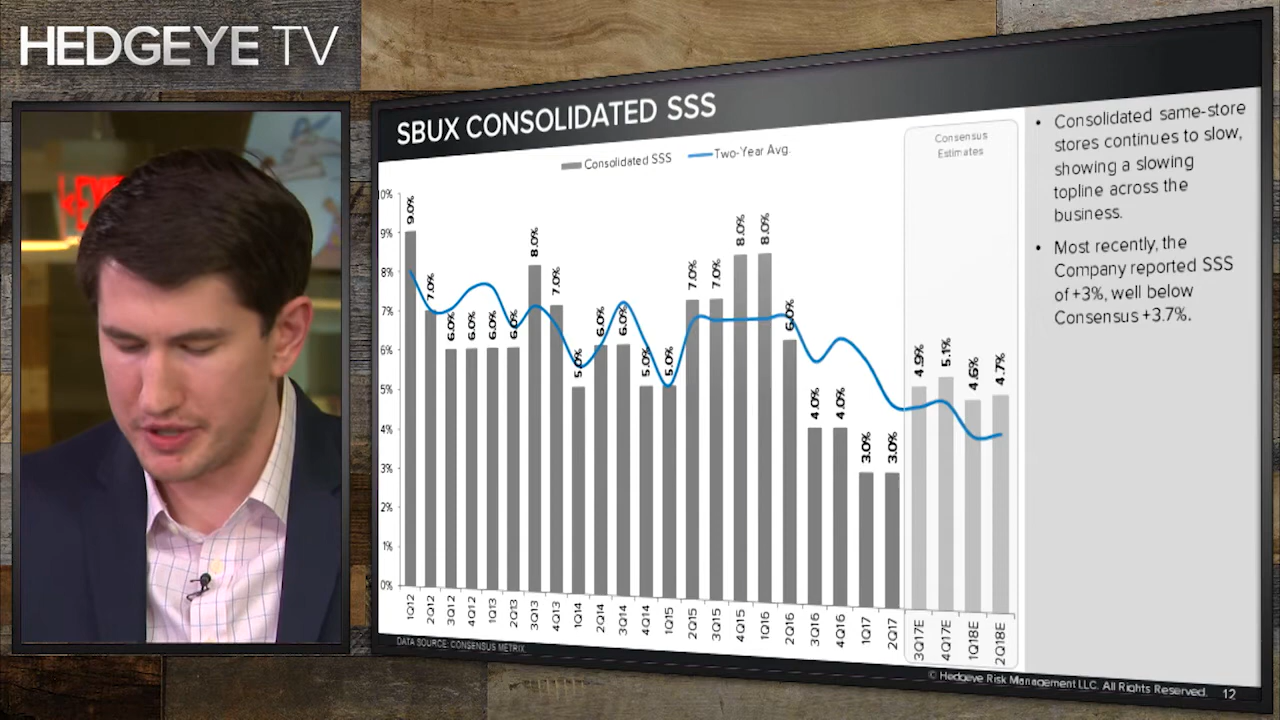 HEDGEYE TV
EXI
SBUX CONSOLIDATED SSS
Consolidated SSS
Two-Year Avg.
Consensus
Estimates
10%
9%
8%
7%
6%
5%
4%
3%
2%
1%
0%
9.0%
7.0%
6.0%
6.0%
6.0%
6.0%
8.0%
7.0%
5.0%
6.0%
6.0%
5.0%
5.0%
7.0%
7.0%
8.0%
8.0%
6.0%
4.0%
4.0%
3.0%
3.0%
4.9%
5.1%
4.6%
4.7%
1Q12
2Q12
3Q12
4Q12
1Q13
2Q13
3Q13
4Q13
1Q14
2Q14
3Q14
4Q14
1Q15
2Q15
3Q15
4Q15
1Q16
2Q16
3Q16
4Q16
1Q17
2Q17
3Q17E
4Q17E
1Q18E
2Q18E
• Consolidated same-store
stores continues to slow,
showing a slowing
topline across the
business.
• Most recently, the
Company reported SSS
of +3%, well below
Consensus +3.7%.
DATA SOURCE: CONSENSUS METRIX
© Hedgeye Risk Management LLC. All Rights Reserved. 12